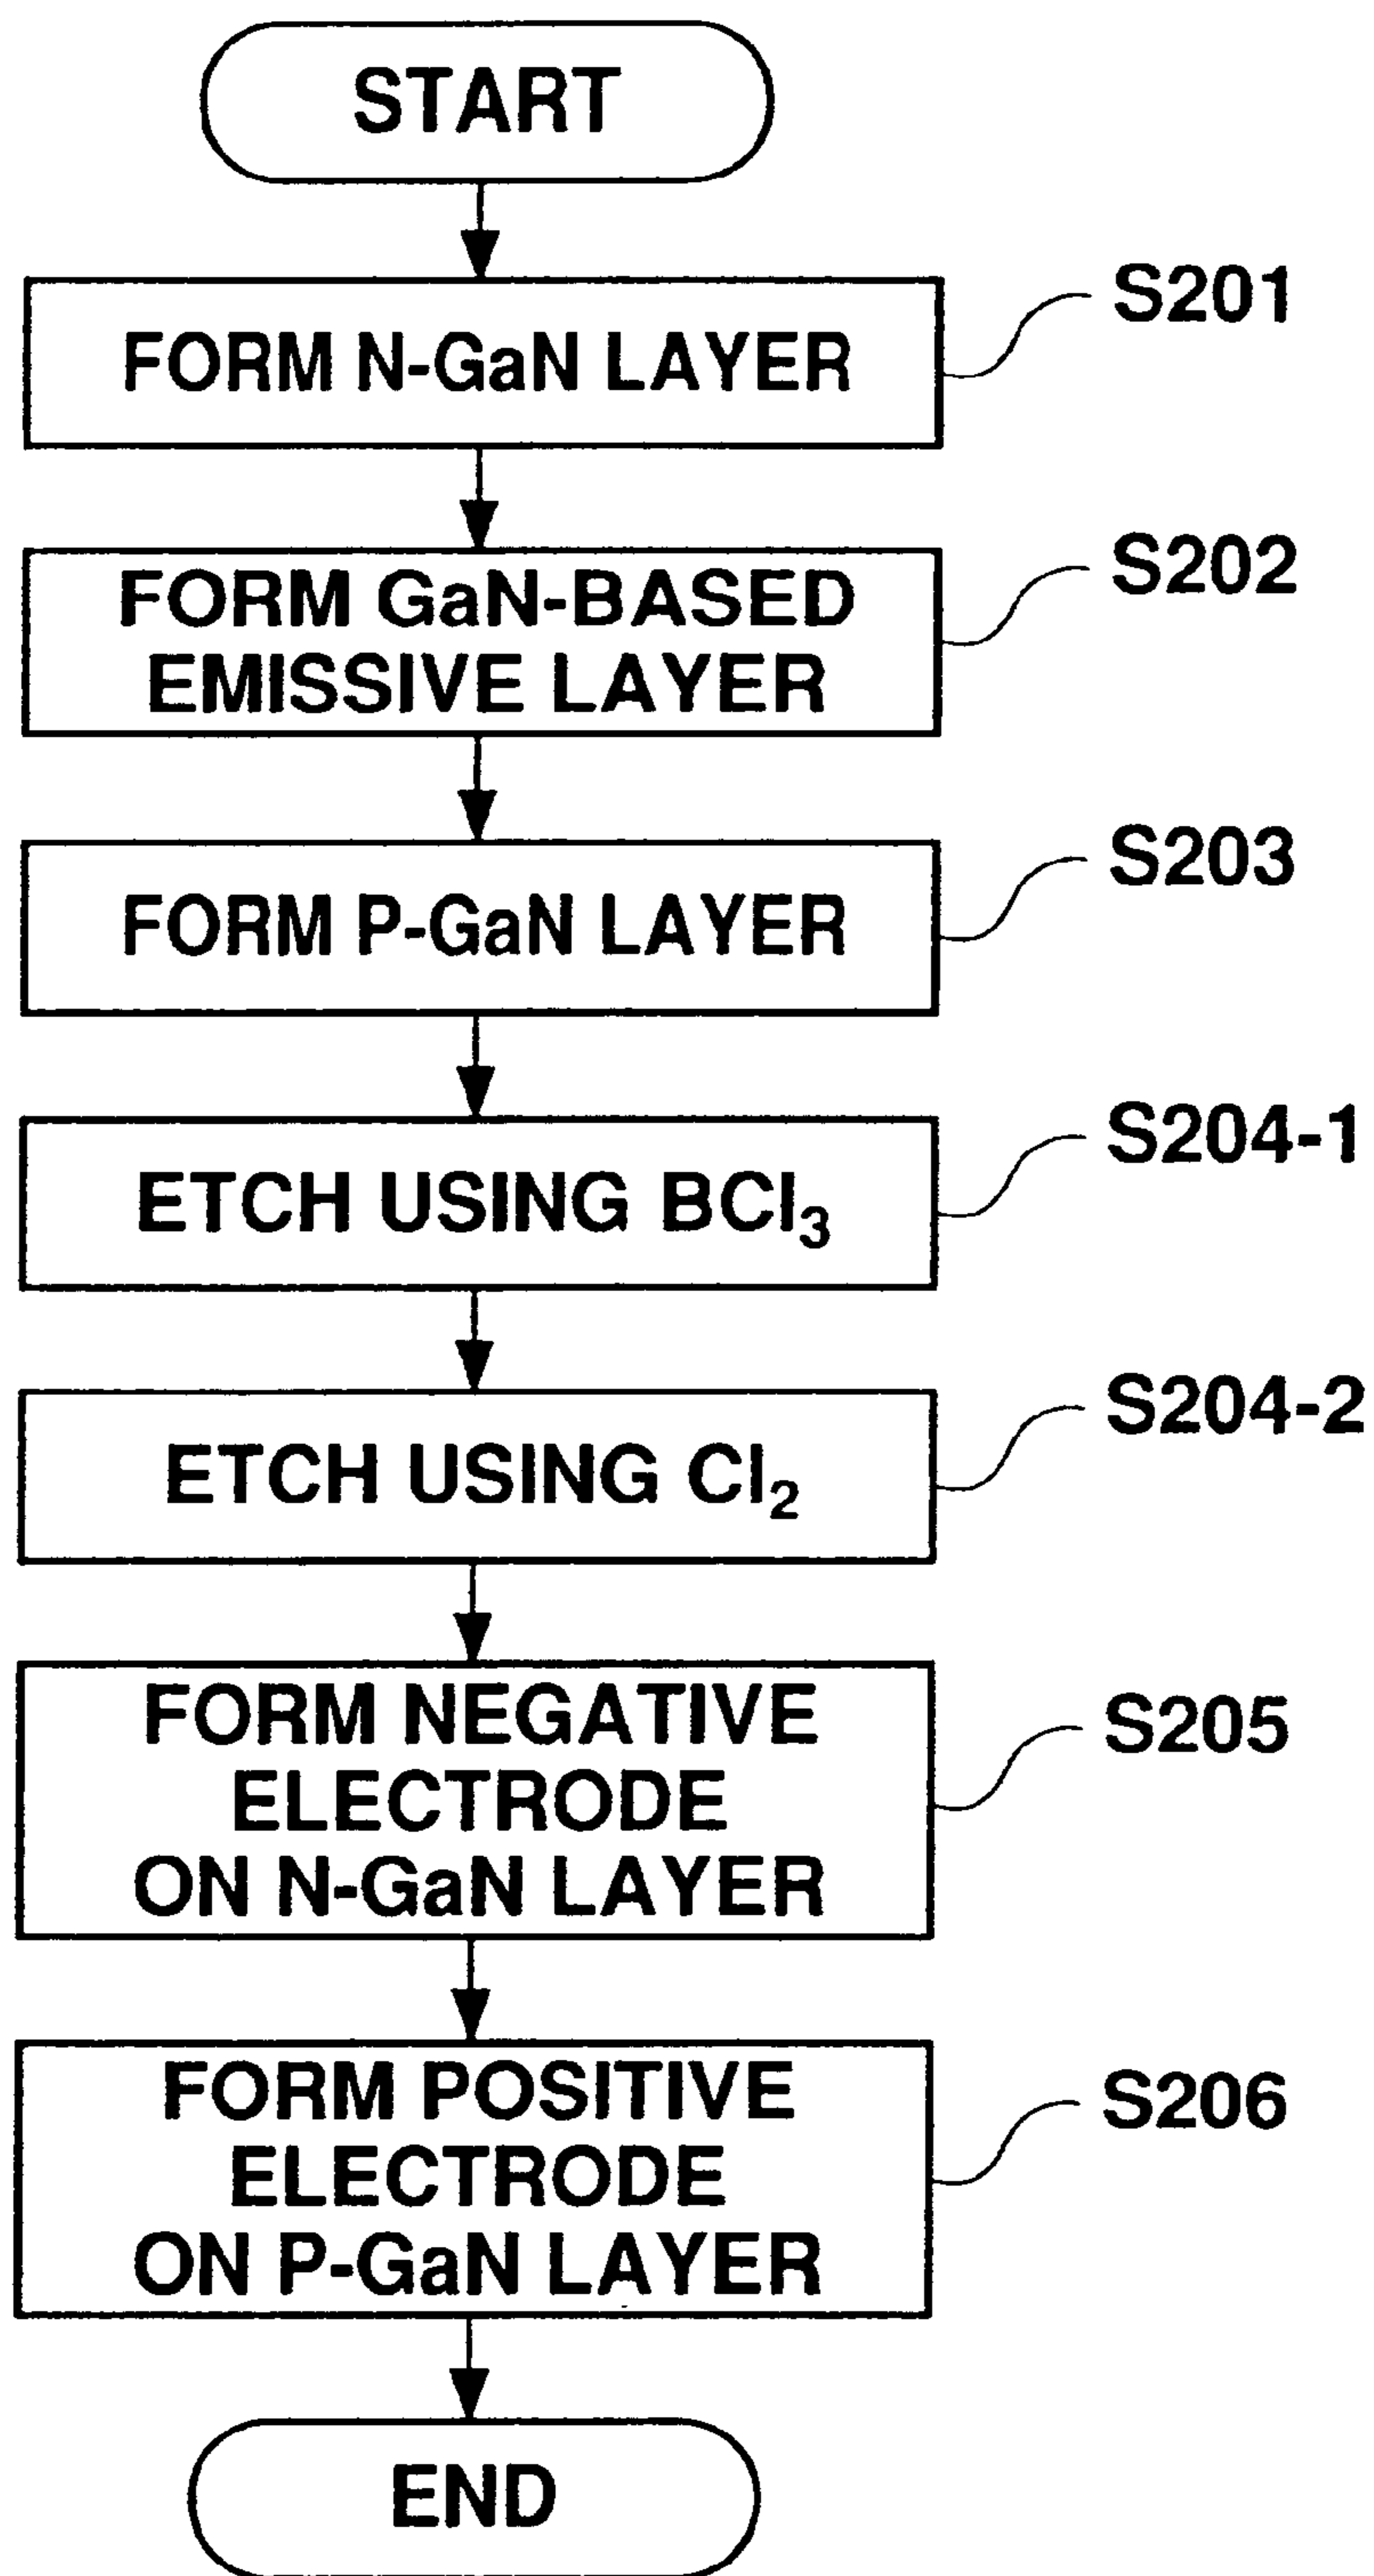 START
FORM N-GaN LAYER
S201
FORM GaN-BASED
EMISSIVE LAYER
S202
FORM P-GaN LAYER
S203
ETCH USING BCl₃
S204-1
ETCH USING Cl₂
S204-2
FORM NEGATIVE
ELECTRODE
ON N-GaN LAYER
S205
FORM POSITIVE
ELECTRODE
ON P-GaN LAYER
S206
END